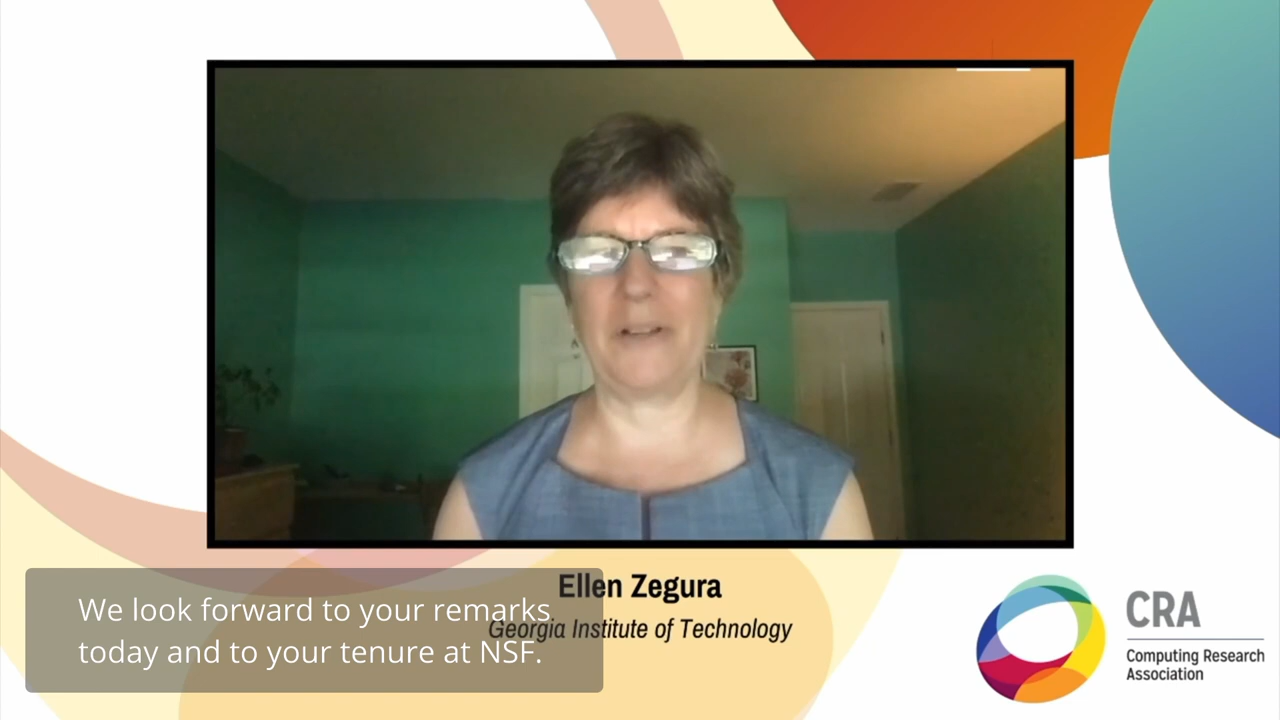 Ellen Zegura
Georgia Institute of Technology
We look forward to your remarks
today and to your tenure at NSF.
CRA
Computing Research
Association